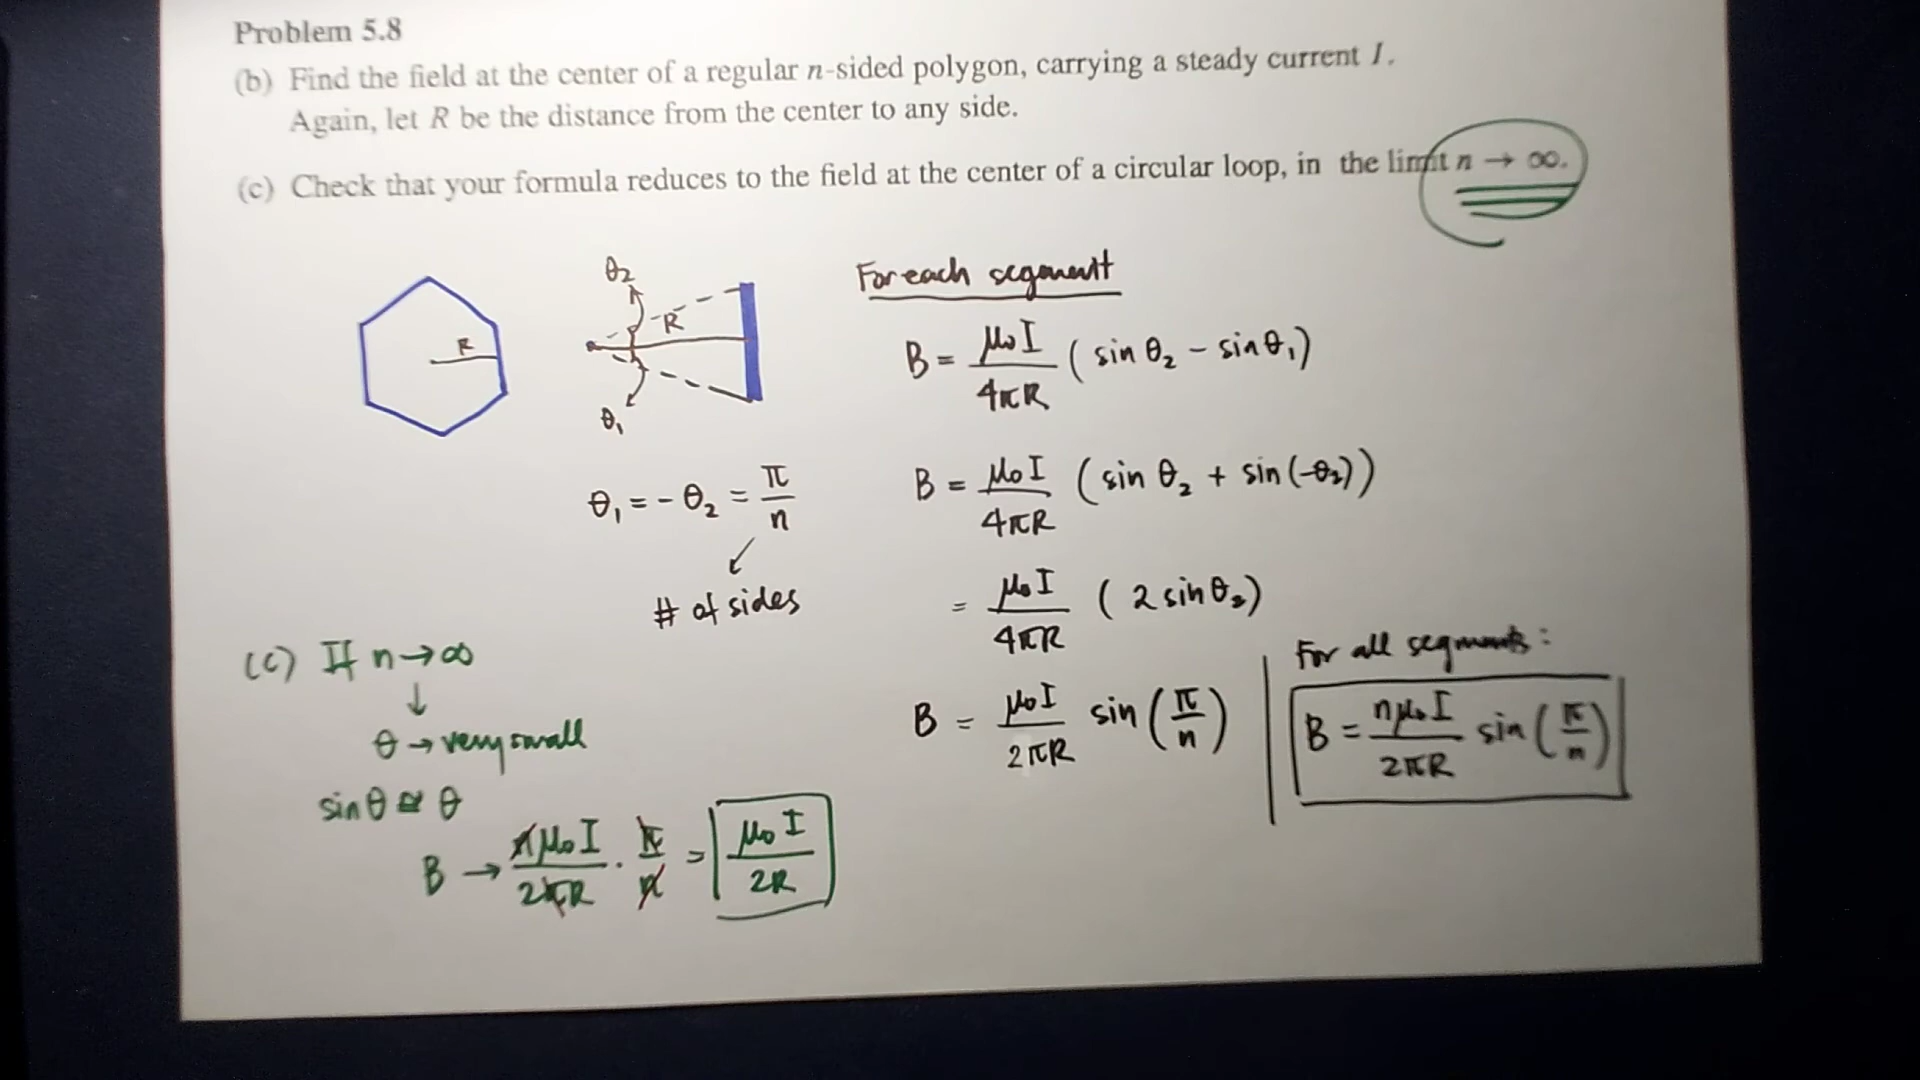 Problem 5.8
(b) Find the field at the center of a regular n-sided polygon, carrying a steady current I.
Again, let R be the distance from the center to any side.
(c) Check that your formula reduces to the field at the center of a circular loop, in the limit n → ∞.
R
θ₂
R
θ₁
θ₁ = - θ₂ = π/n
# of sides
For each segment
B = μ₀I/4πR ( sin θ₂ - sin θ₁)
B = μ₀I/4πR (sin θ₂ + sin(-θ₂))
= μ₀I/4πR ( 2 sin θ₂)
B = μ₀I/2πR sin (π/n)
For all segments:
B = nμ₀I/2πR sin (π/n)
(c) If n → ∞
↓
θ → very small
sin θ ≅ θ
B → nμ₀I/2πR · π/n = μ₀I/2R